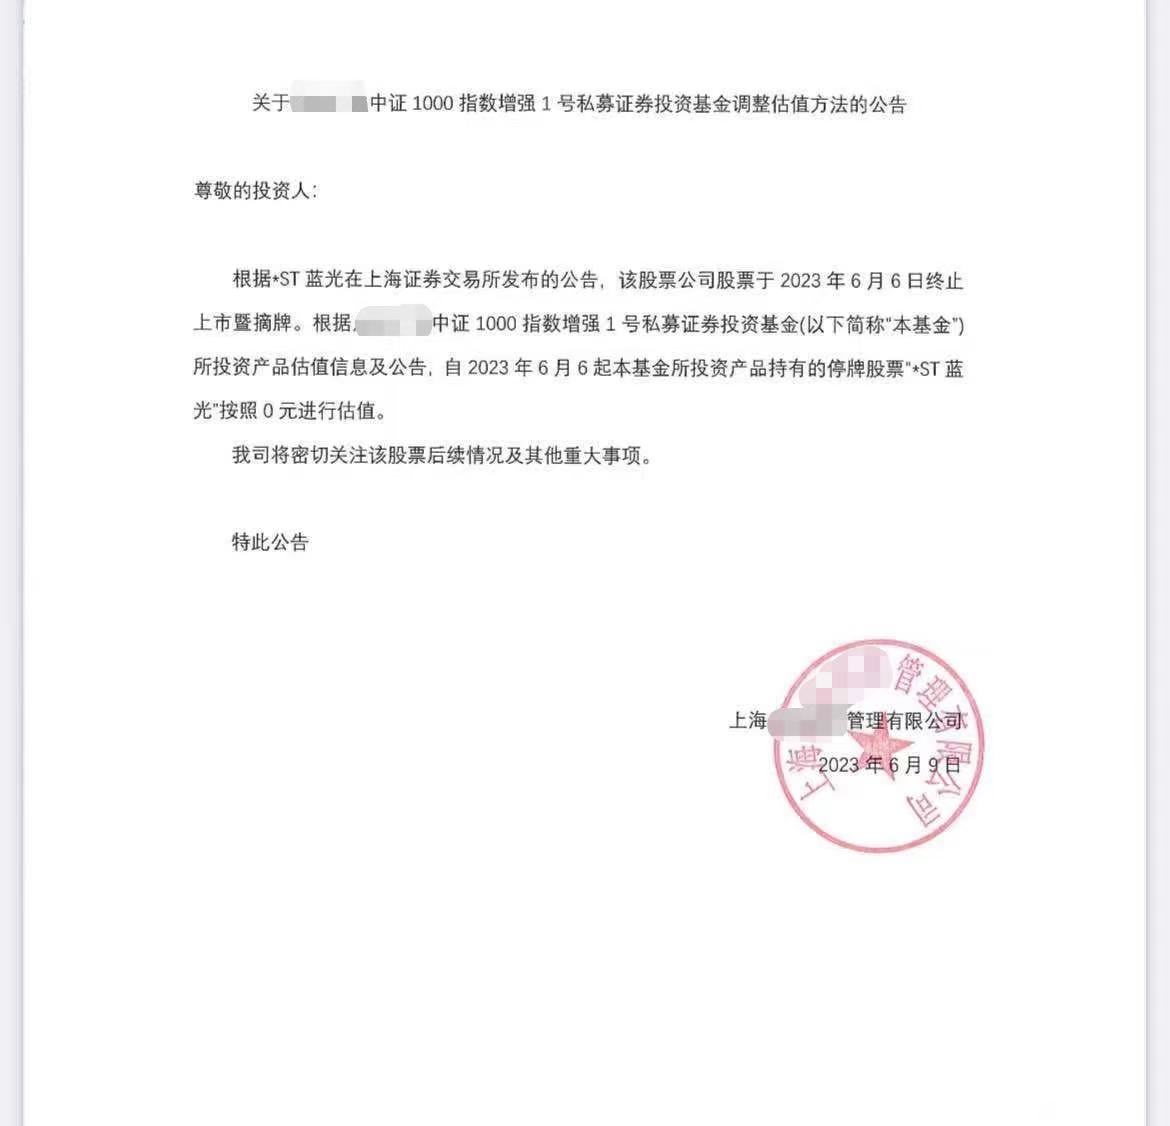 关于中证 1000 指数增强 1 号私募证券投资基金调整估值方法的公告
尊敬的投资人：
根据*ST 蓝光在上海证券交易所发布的公告，该股票公司股票于 2023 年 6 月 6 日终止
上市暨摘牌。根据中证 1000 指数增强 1 号私募证券投资基金(以下简称“本基金”)
所投资产品估值信息及公告，自 2023 年 6 月 6 起本基金所投资产品持有的停牌股票”*ST 蓝
光”按照 0 元进行估值。
我司将密切关注该股票后续情况及其他重大事项。
特此公告
上海管理有限公司
2023 年 6 月 9 日
上海管理有限公司